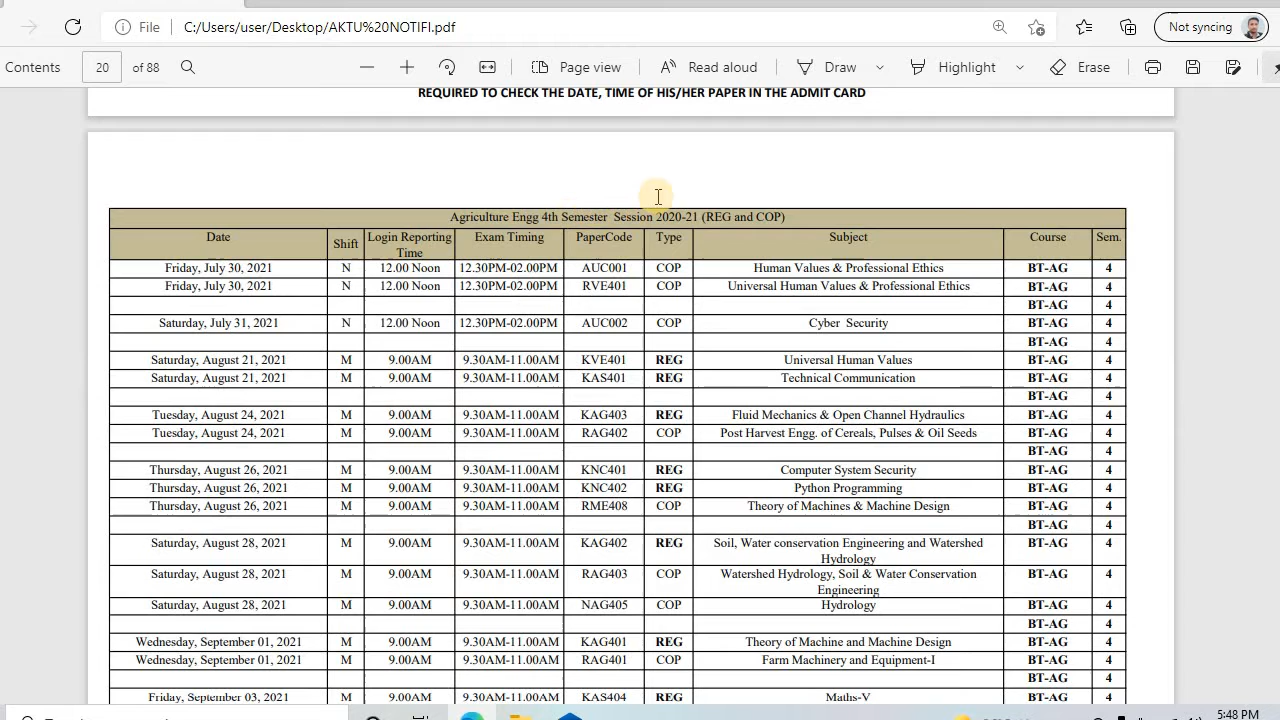 File C:/Users/user/Desktop/AKTU%20NOTIFI.pdf Not syncing
Contents 20 of 88 Page view Read aloud Draw Highlight Erase
REQUIRED TO CHECK THE DATE, TIME OF HIS/HER PAPER IN THE ADMIT CARD
Agriculture Engg 4th Semester Session 2020-21 (REG and COP)
Date Shift Login Reporting Time Exam Timing PaperCode Type Subject Course Sem.
Friday, July 30, 2021 N 12.00 Noon 12.30PM-02.00PM AUC001 COP Human Values & Professional Ethics BT-AG 4
Friday, July 30, 2021 N 12.00 Noon 12.30PM-02.00PM RVE401 COP Universal Human Values & Professional Ethics BT-AG 4
BT-AG 4
Saturday, July 31, 2021 N 12.00 Noon 12.30PM-02.00PM AUC002 COP Cyber Security BT-AG 4
BT-AG 4
Saturday, August 21, 2021 M 9.00AM 9.30AM-11.00AM KVE401 REG Universal Human Values BT-AG 4
Saturday, August 21, 2021 M 9.00AM 9.30AM-11.00AM KAS401 REG Technical Communication BT-AG 4
BT-AG 4
Tuesday, August 24, 2021 M 9.00AM 9.30AM-11.00AM KAG403 REG Fluid Mechanics & Open Channel Hydraulics BT-AG 4
Tuesday, August 24, 2021 M 9.00AM 9.30AM-11.00AM RAG402 COP Post Harvest Engg. of Cereals, Pulses & Oil Seeds BT-AG 4
BT-AG 4
Thursday, August 26, 2021 M 9.00AM 9.30AM-11.00AM KNC401 REG Computer System Security BT-AG 4
Thursday, August 26, 2021 M 9.00AM 9.30AM-11.00AM KNC402 REG Python Programming BT-AG 4
Thursday, August 26, 2021 M 9.00AM 9.30AM-11.00AM RME408 COP Theory of Machines & Machine Design BT-AG 4
BT-AG 4
Saturday, August 28, 2021 M 9.00AM 9.30AM-11.00AM KAG402 REG Soil, Water conservation Engineering and Watershed Hydrology BT-AG 4
Saturday, August 28, 2021 M 9.00AM 9.30AM-11.00AM RAG403 COP Watershed Hydrology, Soil & Water Conservation Engineering BT-AG 4
Saturday, August 28, 2021 M 9.00AM 9.30AM-11.00AM NAG405 COP Hydrology BT-AG 4
BT-AG 4
Wednesday, September 01, 2021 M 9.00AM 9.30AM-11.00AM KAG401 REG Theory of Machine and Machine Design BT-AG 4
Wednesday, September 01, 2021 M 9.00AM 9.30AM-11.00AM RAG401 COP Farm Machinery and Equipment-I BT-AG 4
BT-AG 4
Friday, September 03, 2021 M 9.00AM 9.30AM-11.00AM KAS404 REG Maths-V BT-AG 4
5:48 PM